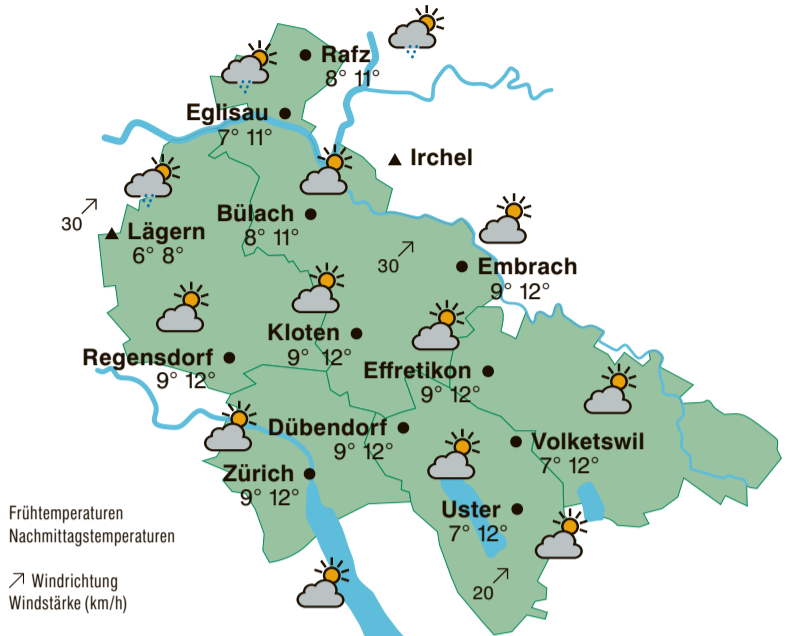 Rafz
8° 11°
Eglisau
7° 11°
Irchel
30
Lägern
6° 8°
Bülach
8° 11°
30
Embrach
9° 12°
Kloten
9° 12°
Regensdorf
9° 12°
Effretikon
9° 12°
Dübendorf
9° 12°
Volketswil
7° 12°
Zürich
9° 12°
Uster
7° 12°
20
Frühtemperaturen
Nachmittagstemperaturen
Windrichtung
Windstärke (km/h)